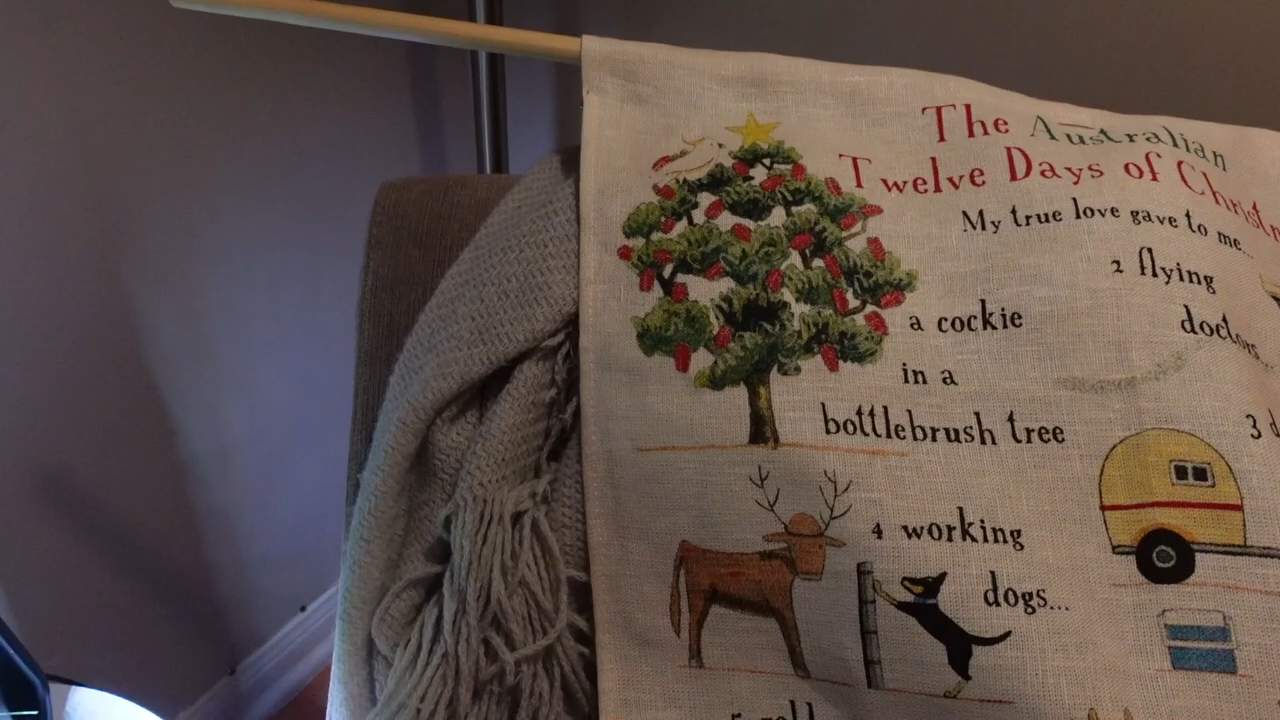 The Australian
Twelve Days of
My true love gave to me...
2 flying
doctors...
a cockie
in a
bottlebrush tree
3
4 working
dogs...